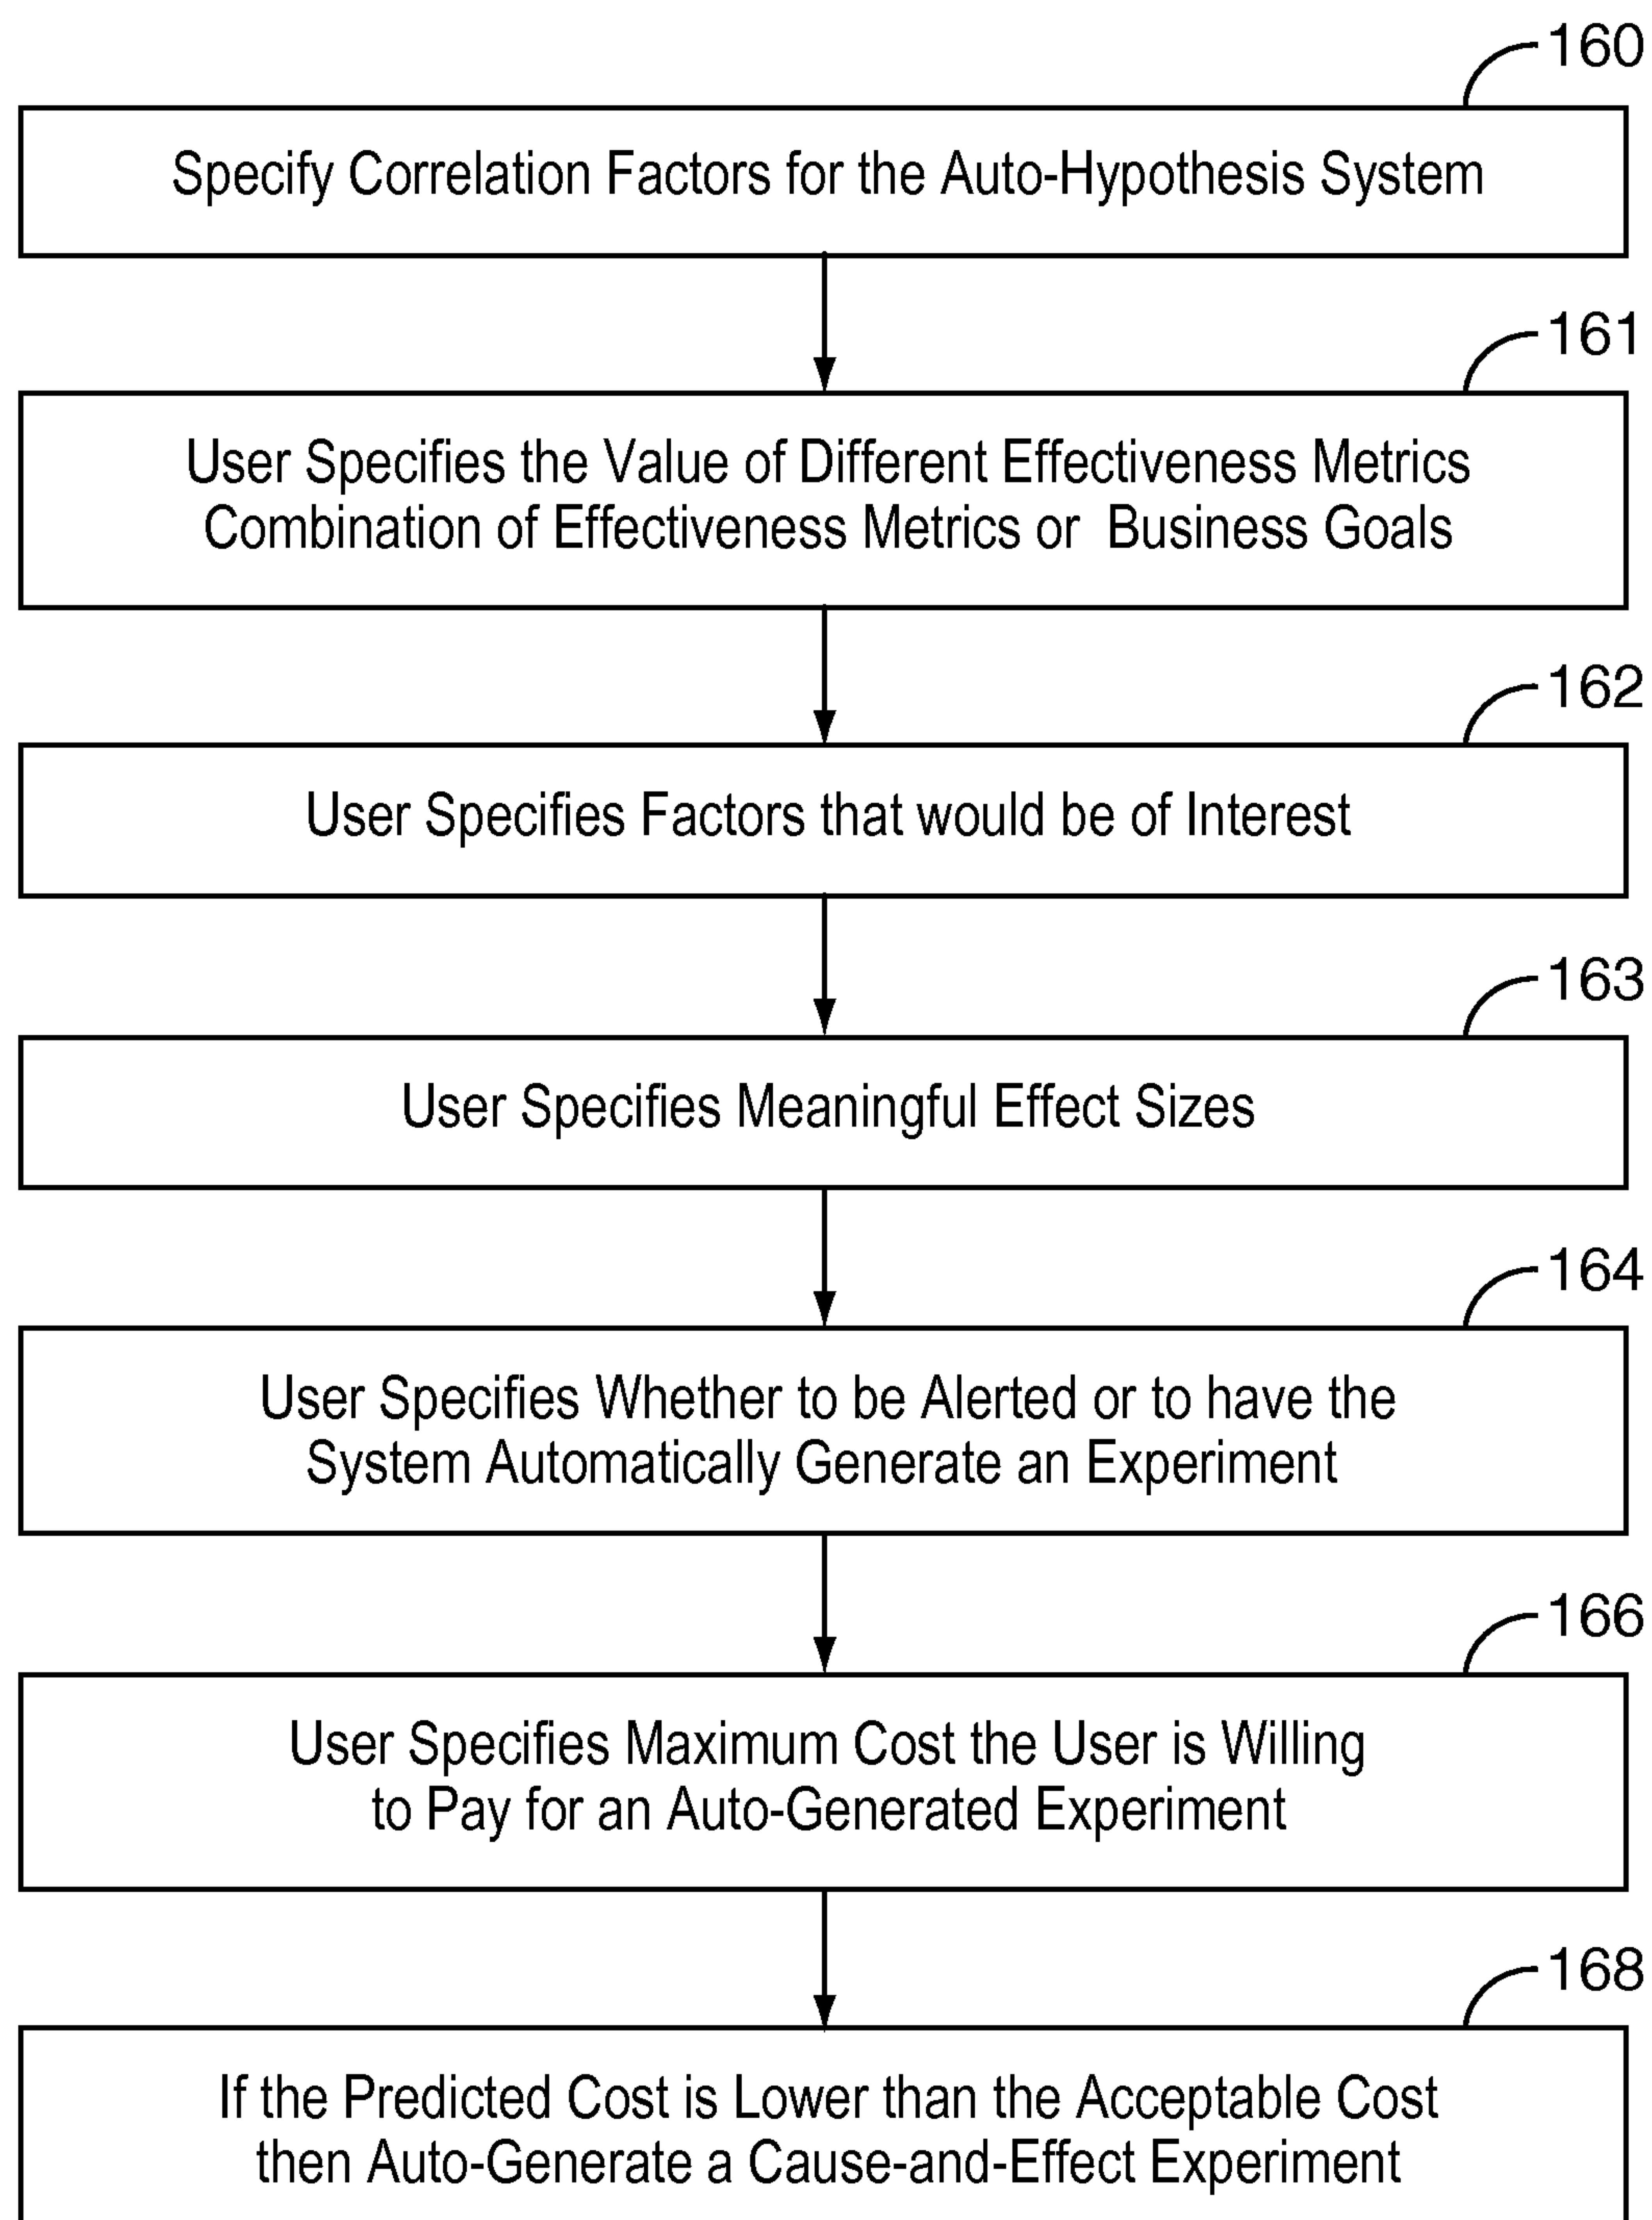 160
Specify Correlation Factors for the Auto-Hypothesis System
161
User Specifies the Value of Different Effectiveness Metrics
Combination of Effectiveness Metrics or Business Goals
162
User Specifies Factors that would be of Interest
163
User Specifies Meaningful Effect Sizes
164
User Specifies Whether to be Alerted or to have the
System Automatically Generate an Experiment
166
User Specifies Maximum Cost the User is Willing
to Pay for an Auto-Generated Experiment
168
If the Predicted Cost is Lower than the Acceptable Cost
then Auto-Generate a Cause-and-Effect Experiment